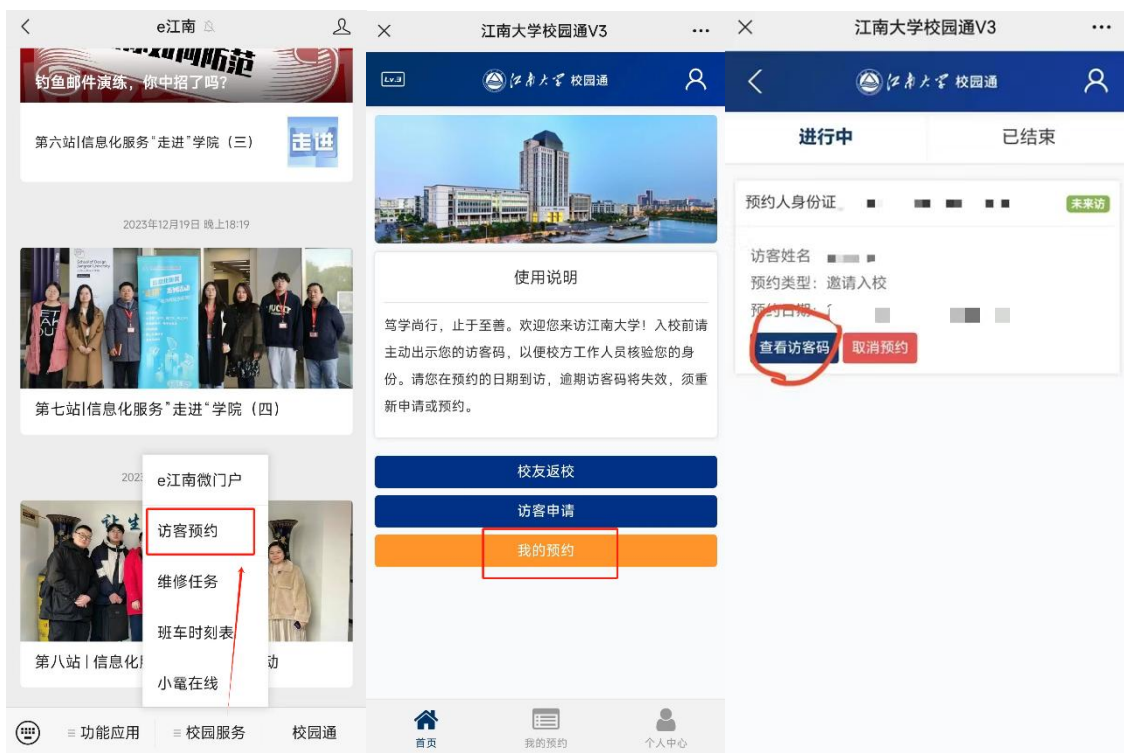 e江南
钓鱼邮件演练，你中招了吗？
第六站|信息化服务“走进”学院（三）
走进
2023年12月19日 晚上18:19
第七站|信息化服务”走进“学院（四）
e江南微门户
访客预约
维修任务
班车时刻表
小鼋在线
第八站 | 信息化
功能应用
校园服务
校园通
江南大学校园通V3
Lv.3
江南大学 校园通
使用说明
笃学尚行，止于至善。欢迎您来访江南大学！入校前请
主动出示您的访客码，以便校方工作人员核验您的身
份。请您在预约的日期到访，逾期访客码将失效，须重
新申请或预约。
校友返校
访客申请
我的预约
首页
我的预约
个人中心
江南大学校园通V3
江南大学 校园通
进行中
已结束
预约人身份证
未来访
访客姓名
预约类型：邀请入校
预约日期：
查看访客码
取消预约